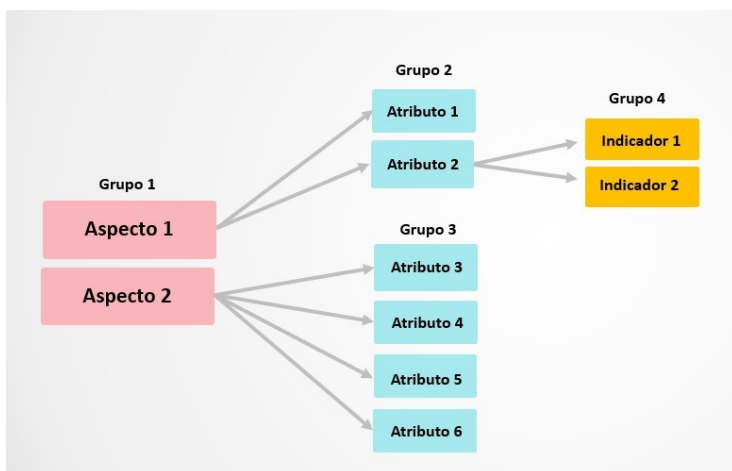 Grupo 1
Aspecto 1
Aspecto 2
Grupo 2
Atributo 1
Atributo 2
Grupo 3
Atributo 3
Atributo 4
Atributo 5
Atributo 6
Grupo 4
Indicador 1
Indicador 2